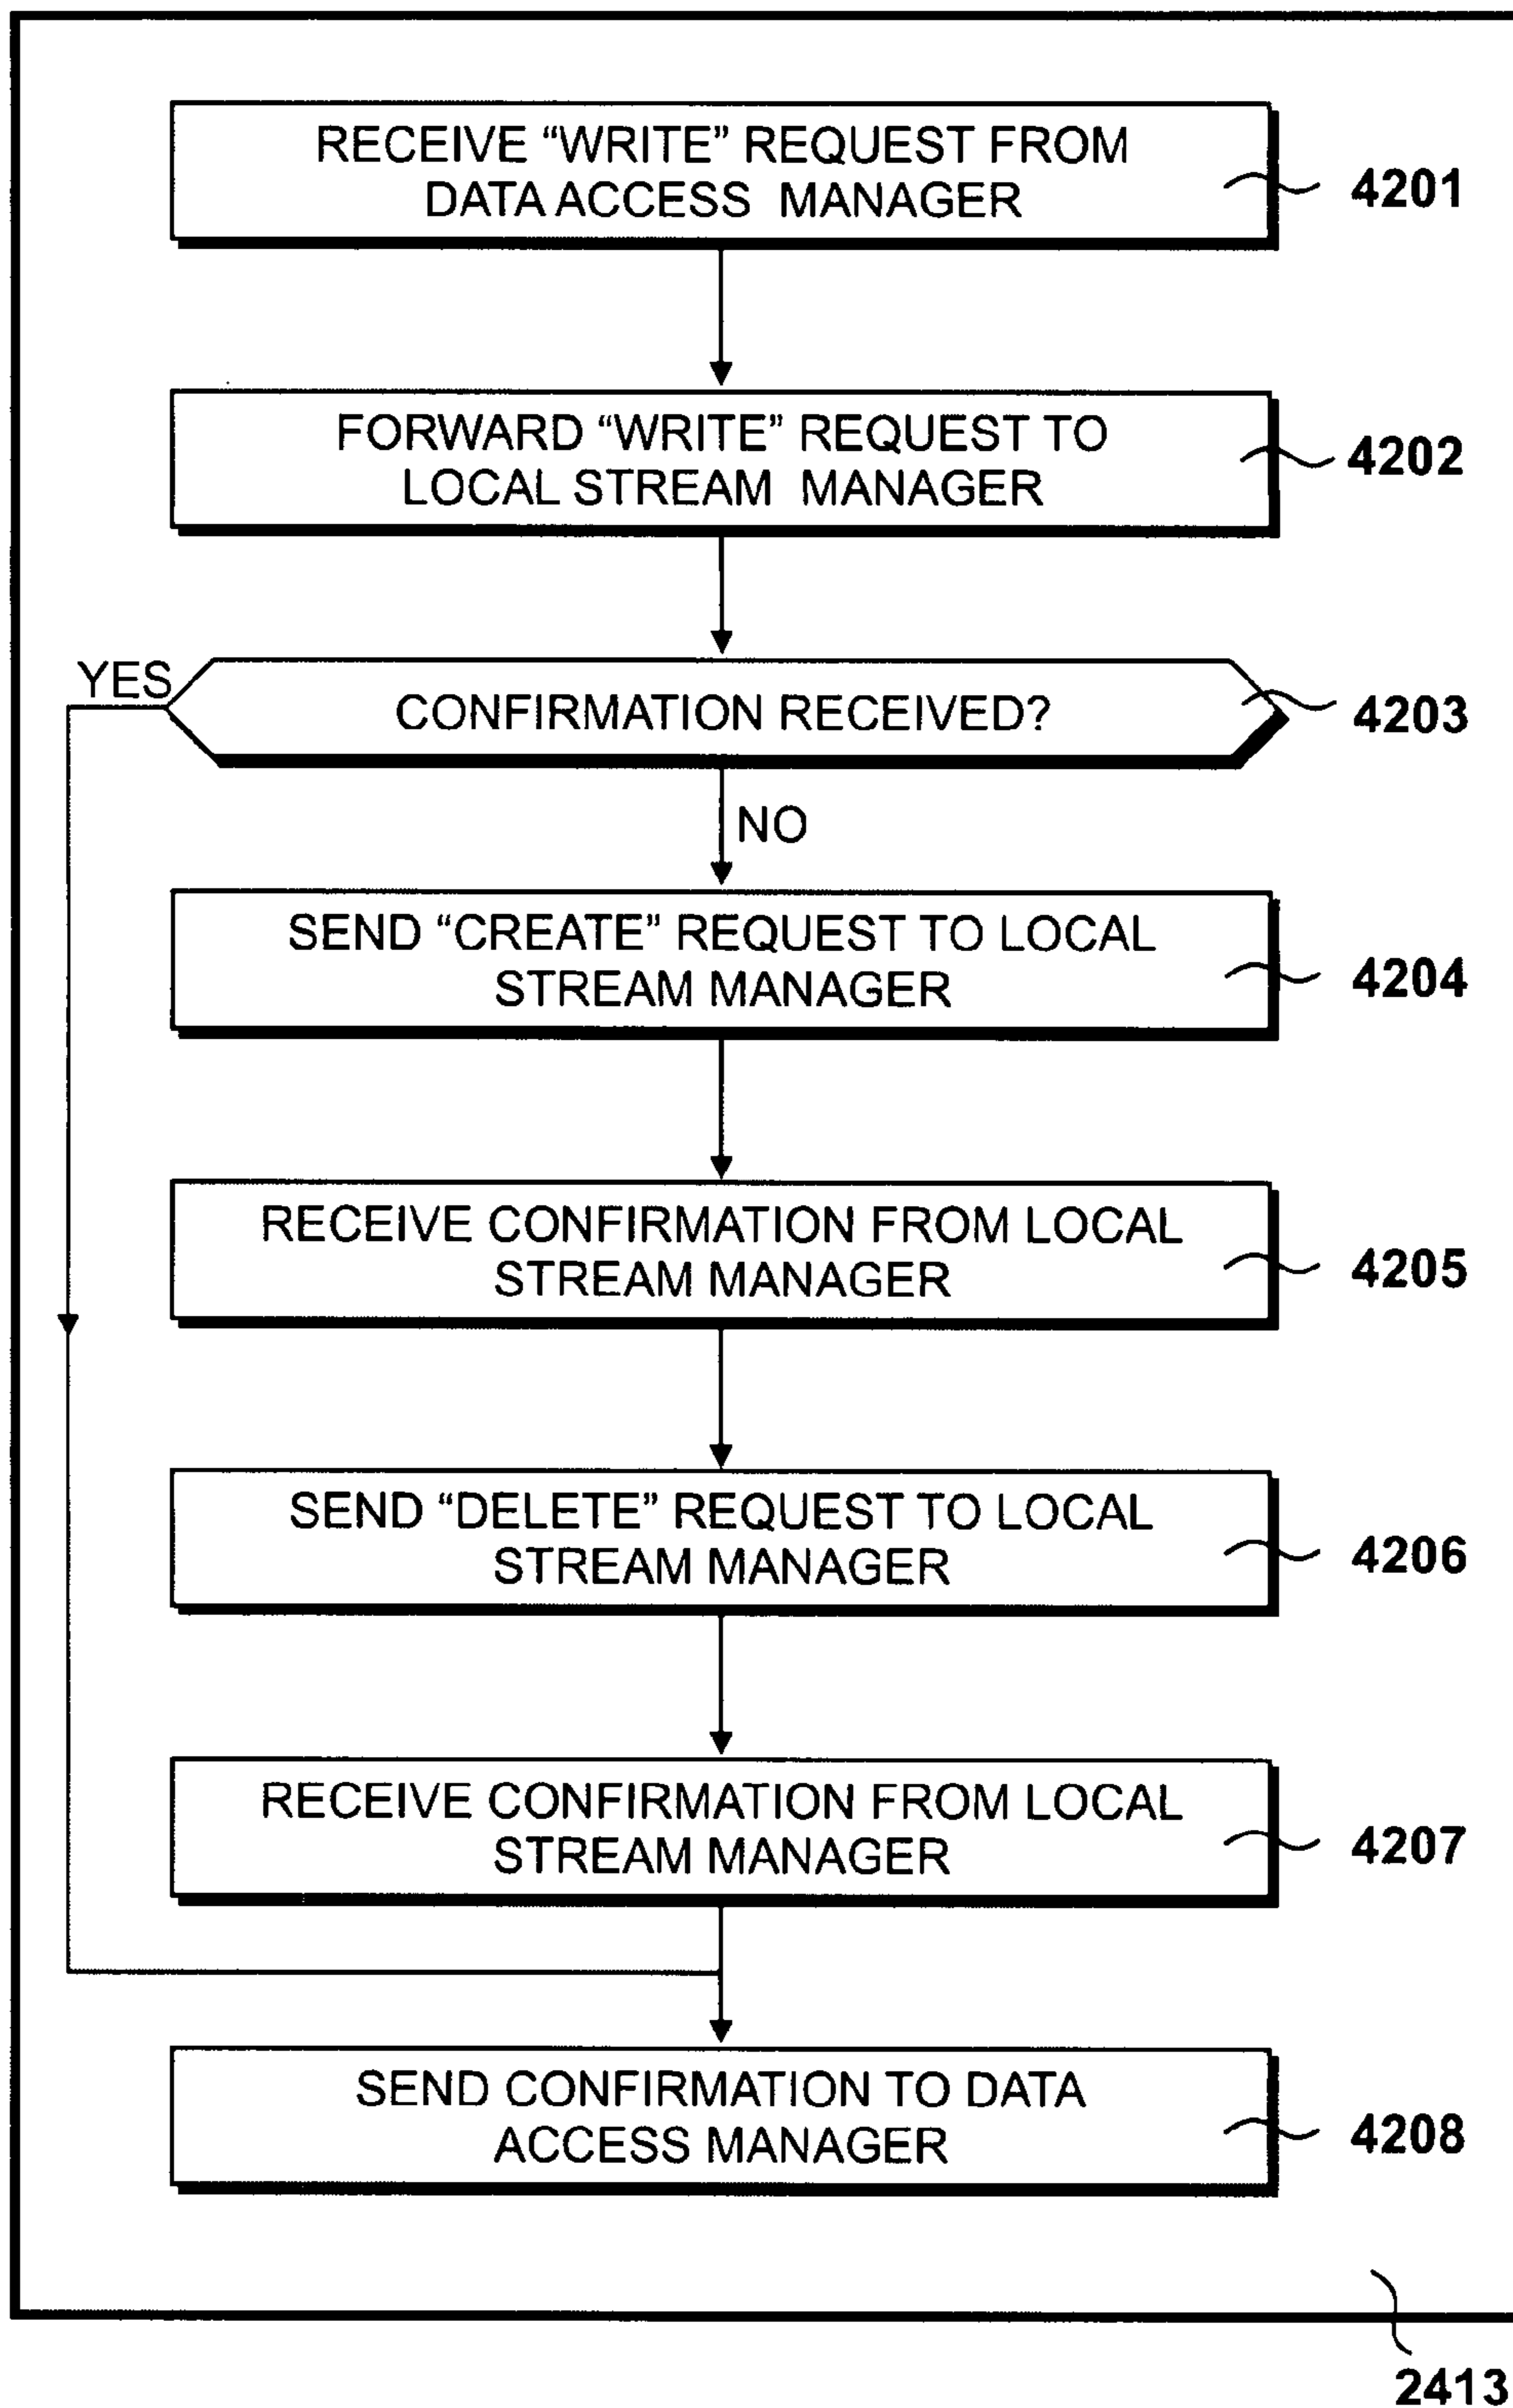 RECEIVE “WRITE” REQUEST FROM
DATA ACCESS MANAGER
4201
FORWARD “WRITE” REQUEST TO
LOCAL STREAM MANAGER
4202
YES
CONFIRMATION RECEIVED?
4203
NO
SEND “CREATE” REQUEST TO LOCAL
STREAM MANAGER
4204
RECEIVE CONFIRMATION FROM LOCAL
STREAM MANAGER
4205
SEND “DELETE” REQUEST TO LOCAL
STREAM MANAGER
4206
RECEIVE CONFIRMATION FROM LOCAL
STREAM MANAGER
4207
SEND CONFIRMATION TO DATA
ACCESS MANAGER
4208
2413